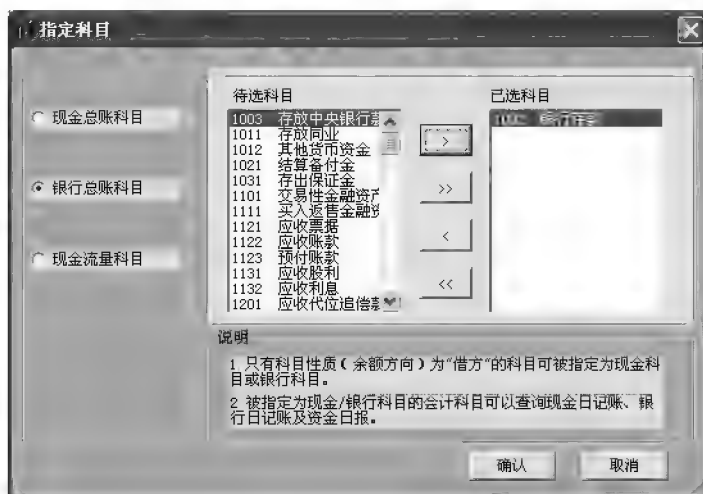 指定科目
现金总账科目
银行总账科目
现金流量科目
待选科目
1003 存放中央银行款
1011 存放同业
1012 其他货币资金
1021 结算备付金
1031 存出保证金
1101 交易性金融资产
1111 买入返售金融资
1121 应收票据
1122 应收账款
1123 预付账款
1131 应收股利
1132 应收利息
1201 应收代位追偿款
>
>>
<
<<
已选科目
1002 银行存款
说明
1 只有科目性质(余额方向)为“借方”的科目可被指定为现金科
目或银行科目。
2 被指定为现金/银行科目的会计科目可以查询现金日记账、银
行日记账及资金日报。
确认
取消